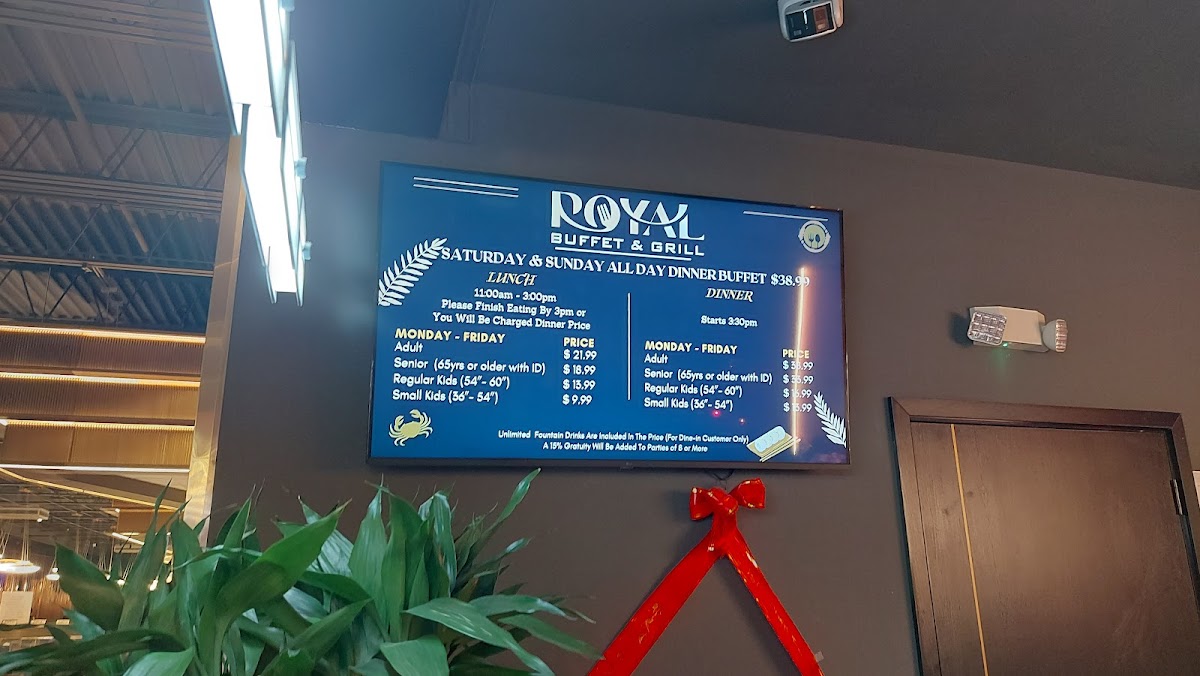 ROYAL
BUFFET & GRILL
SATURDAY & SUNDAY ALL DAY DINNER BUFFET $38.99
LUNCH
11:00am - 3:00pm
Please Finish Eating By 3pm or
You Will Be Charged Dinner Price
MONDAY - FRIDAY PRICE
Adult $ 21.99
Senior (65yrs or older with ID) $ 18.99
Regular Kids (54"- 60") $ 13.99
Small Kids (36"- 54") $ 9.99
DINNER
Starts 3:30pm
MONDAY - FRIDAY PRICE
Adult
Senior (65yrs or older with ID)
Regular Kids (54"- 60")
Small Kids (36"- 54")
Unlimited Fountain Drinks Are Included In The Price (For Dine-in Customer Only)
A 15% Gratuity Will Be Added To Parties of 8 or More